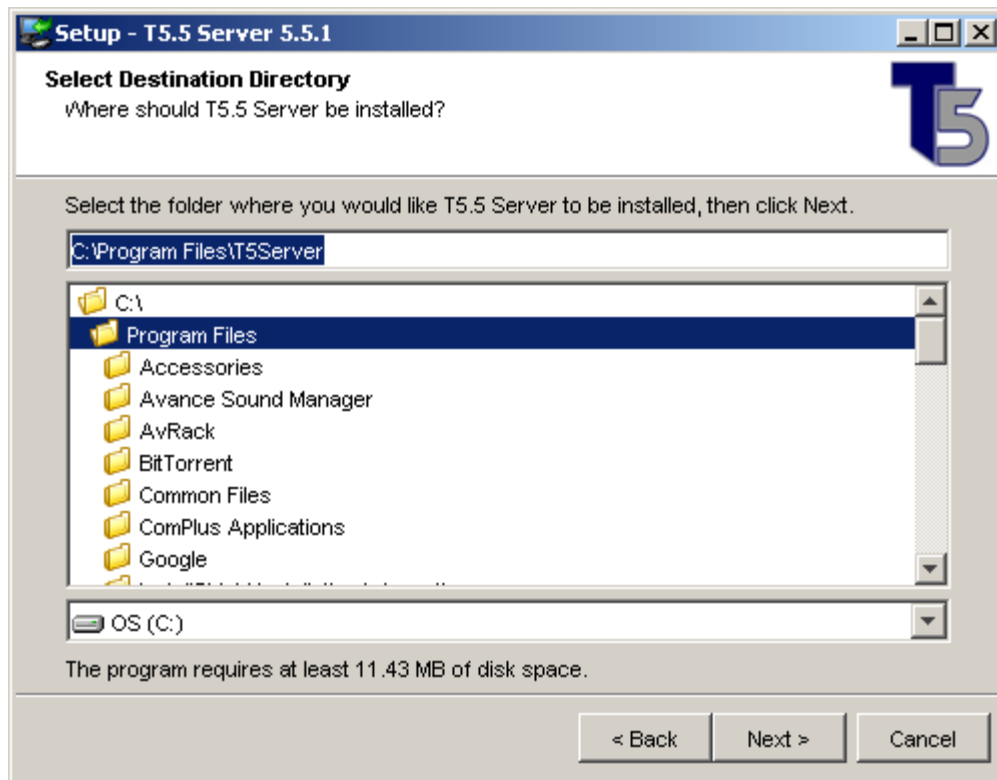 Setup - T5.5 Server 5.5.1
Select Destination Directory
Where should T5.5 Server be installed?
T5
Select the folder where you would like T5.5 Server to be installed, then click Next.
C:\Program Files\T5Server
C:\
Program Files
Accessories
Avance Sound Manager
AvRack
BitTorrent
Common Files
ComPlus Applications
Google
OS (C:)
The program requires at least 11.43 MB of disk space.
< Back
Next >
Cancel